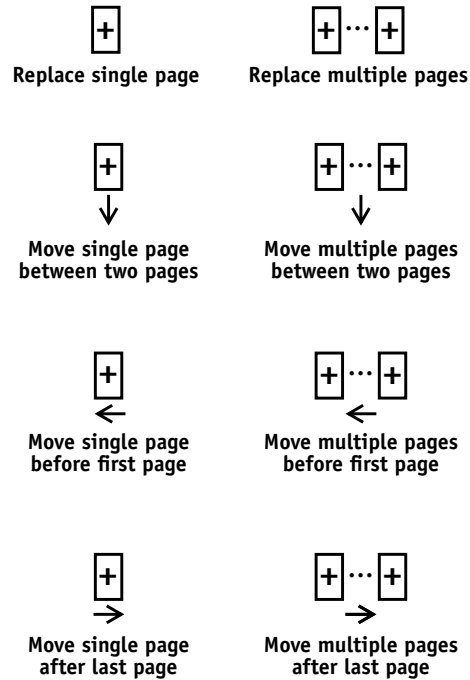 + + ... +
Replace single page Replace multiple pages
+ + ... +
Move single page Move multiple pages
between two pages between two pages
+ + ... +
Move single page Move multiple pages
before first page before first page
+ + ... +
Move single page Move multiple pages
after last page after last page